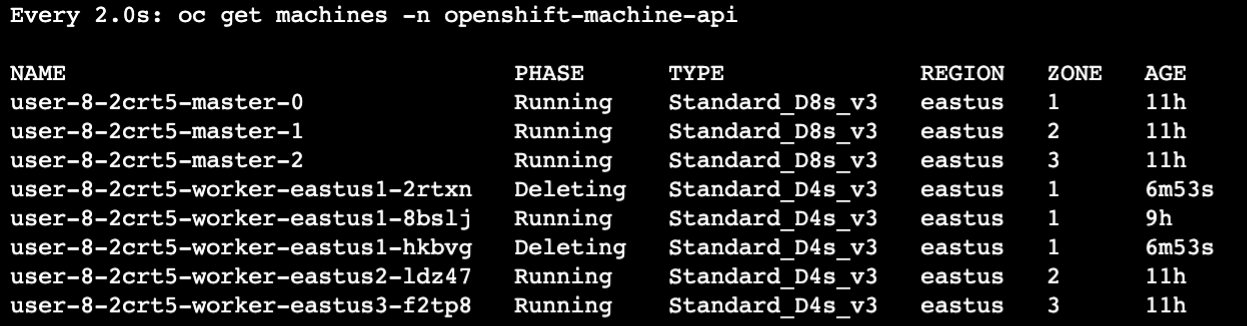 Every 2.0s: oc get machines -n openshift-machine-api
NAME PHASE TYPE REGION ZONE AGE
user-8-2crt5-master-0 Running Standard_D8s_v3 eastus 1 11h
user-8-2crt5-master-1 Running Standard_D8s_v3 eastus 2 11h
user-8-2crt5-master-2 Running Standard_D8s_v3 eastus 3 11h
user-8-2crt5-worker-eastus1-2rtxn Deleting Standard_D4s_v3 eastus 1 6m53s
user-8-2crt5-worker-eastus1-8bslj Running Standard_D4s_v3 eastus 1 9h
user-8-2crt5-worker-eastus1-hkbvg Deleting Standard_D4s_v3 eastus 1 6m53s
user-8-2crt5-worker-eastus2-ldz47 Running Standard_D4s_v3 eastus 2 11h
user-8-2crt5-worker-eastus3-f2tp8 Running Standard_D4s_v3 eastus 3 11h